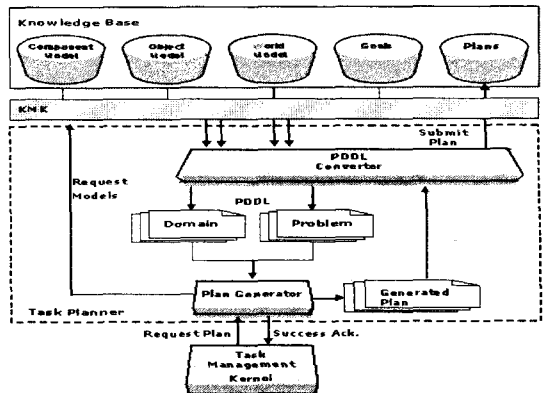 Knowledge Base
Component Model
Object Model
World Model
Goals
Plans
KMK
Submit Plan
PDDL Convertor
Request Models
PDDL
Domain
Problem
Plan Generator
Generated Plan
Task Planner
Request Plan
Success Ack.
Task Management Kernel